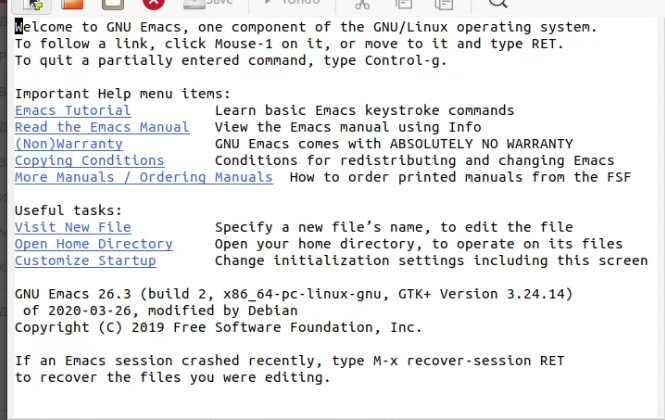 Save Undo
Welcome to GNU Emacs, one component of the GNU/Linux operating system.
To follow a link, click Mouse-1 on it, or move to it and type RET.
To quit a partially entered command, type Control-g.
Important Help menu items:
Emacs Tutorial Learn basic Emacs keystroke commands
Read the Emacs Manual View the Emacs manual using Info
(Non)Warranty GNU Emacs comes with ABSOLUTELY NO WARRANTY
Copying Conditions Conditions for redistributing and changing Emacs
More Manuals / Ordering Manuals How to order printed manuals from the FSF
Useful tasks:
Visit New File Specify a new file’s name, to edit the file
Open Home Directory Open your home directory, to operate on its files
Customize Startup Change initialization settings including this screen
GNU Emacs 26.3 (build 2, x86_64-pc-linux-gnu, GTK+ Version 3.24.14)
of 2020-03-26, modified by Debian
Copyright (C) 2019 Free Software Foundation, Inc.
If an Emacs session crashed recently, type M-x recover-session RET
to recover the files you were editing.